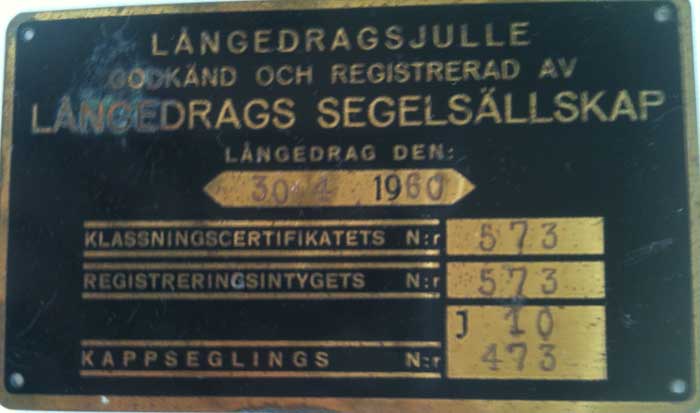 LÅNGEDRAGSJULLE
GODKÄND OCH REGISTRERAD AV
LÅNGEDRAGS SEGELSÄLLSKAP
LÅNGEDRAG DEN:
30 4 1960
KLASSNINGSCERTIFIKATETS N:r 573
REGISTRERINGSINTYGETS N:r 573
J 10
KAPPSEGLINGS N:r 473